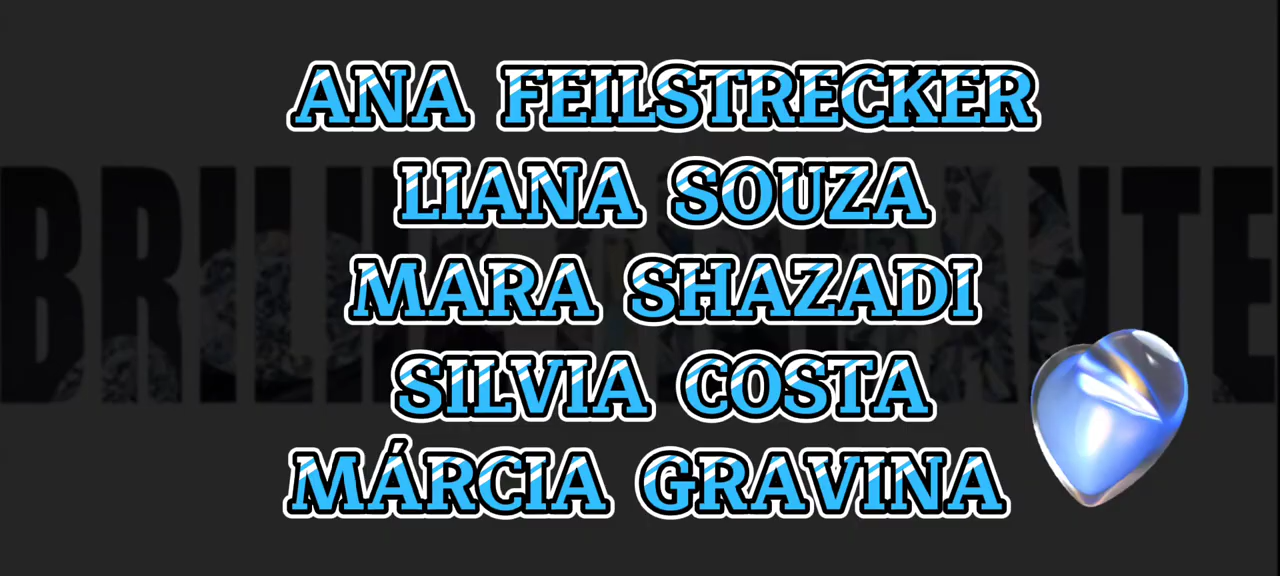 ANA FEILSTRECKER
LIANA SOUZA
MARA SHAZADI
SILVIA COSTA
MÁRCIA GRAVINA